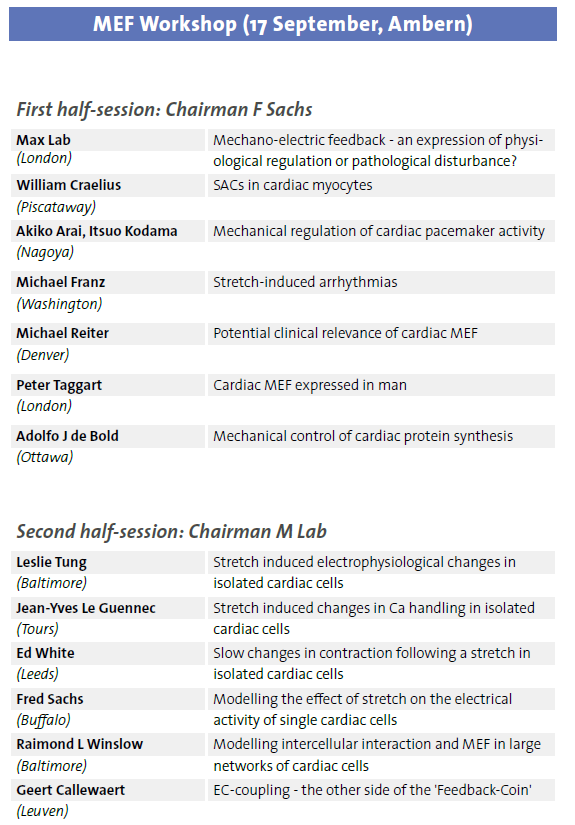 MEF Workshop (17 September, Ambern)
First half-session: Chairman F Sachs
Max Lab
(London)
Mechano-electric feedback - an expression of physi-
ological regulation or pathological disturbance?
William Craelius
(Piscataway)
SACs in cardiac myocytes
Akiko Arai, Itsuo Kodama
(Nagoya)
Mechanical regulation of cardiac pacemaker activity
Michael Franz
(Washington)
Stretch-induced arrhythmias
Michael Reiter
(Denver)
Potential clinical relevance of cardiac MEF
Peter Taggart
(London)
Cardiac MEF expressed in man
Adolfo J de Bold
(Ottawa)
Mechanical control of cardiac protein synthesis
Second half-session: Chairman M Lab
Leslie Tung
(Baltimore)
Stretch induced electrophysiological changes in
isolated cardiac cells
Jean-Yves Le Guennec
(Tours)
Stretch induced changes in Ca handling in isolated
cardiac cells
Ed White
(Leeds)
Slow changes in contraction following a stretch in
isolated cardiac cells
Fred Sachs
(Buffalo)
Modelling the effect of stretch on the electrical
activity of single cardiac cells
Raimond L Winslow
(Baltimore)
Modelling intercellular interaction and MEF in large
networks of cardiac cells
Geert Callewaert
(Leuven)
EC-coupling - the other side of the 'Feedback-Coin'